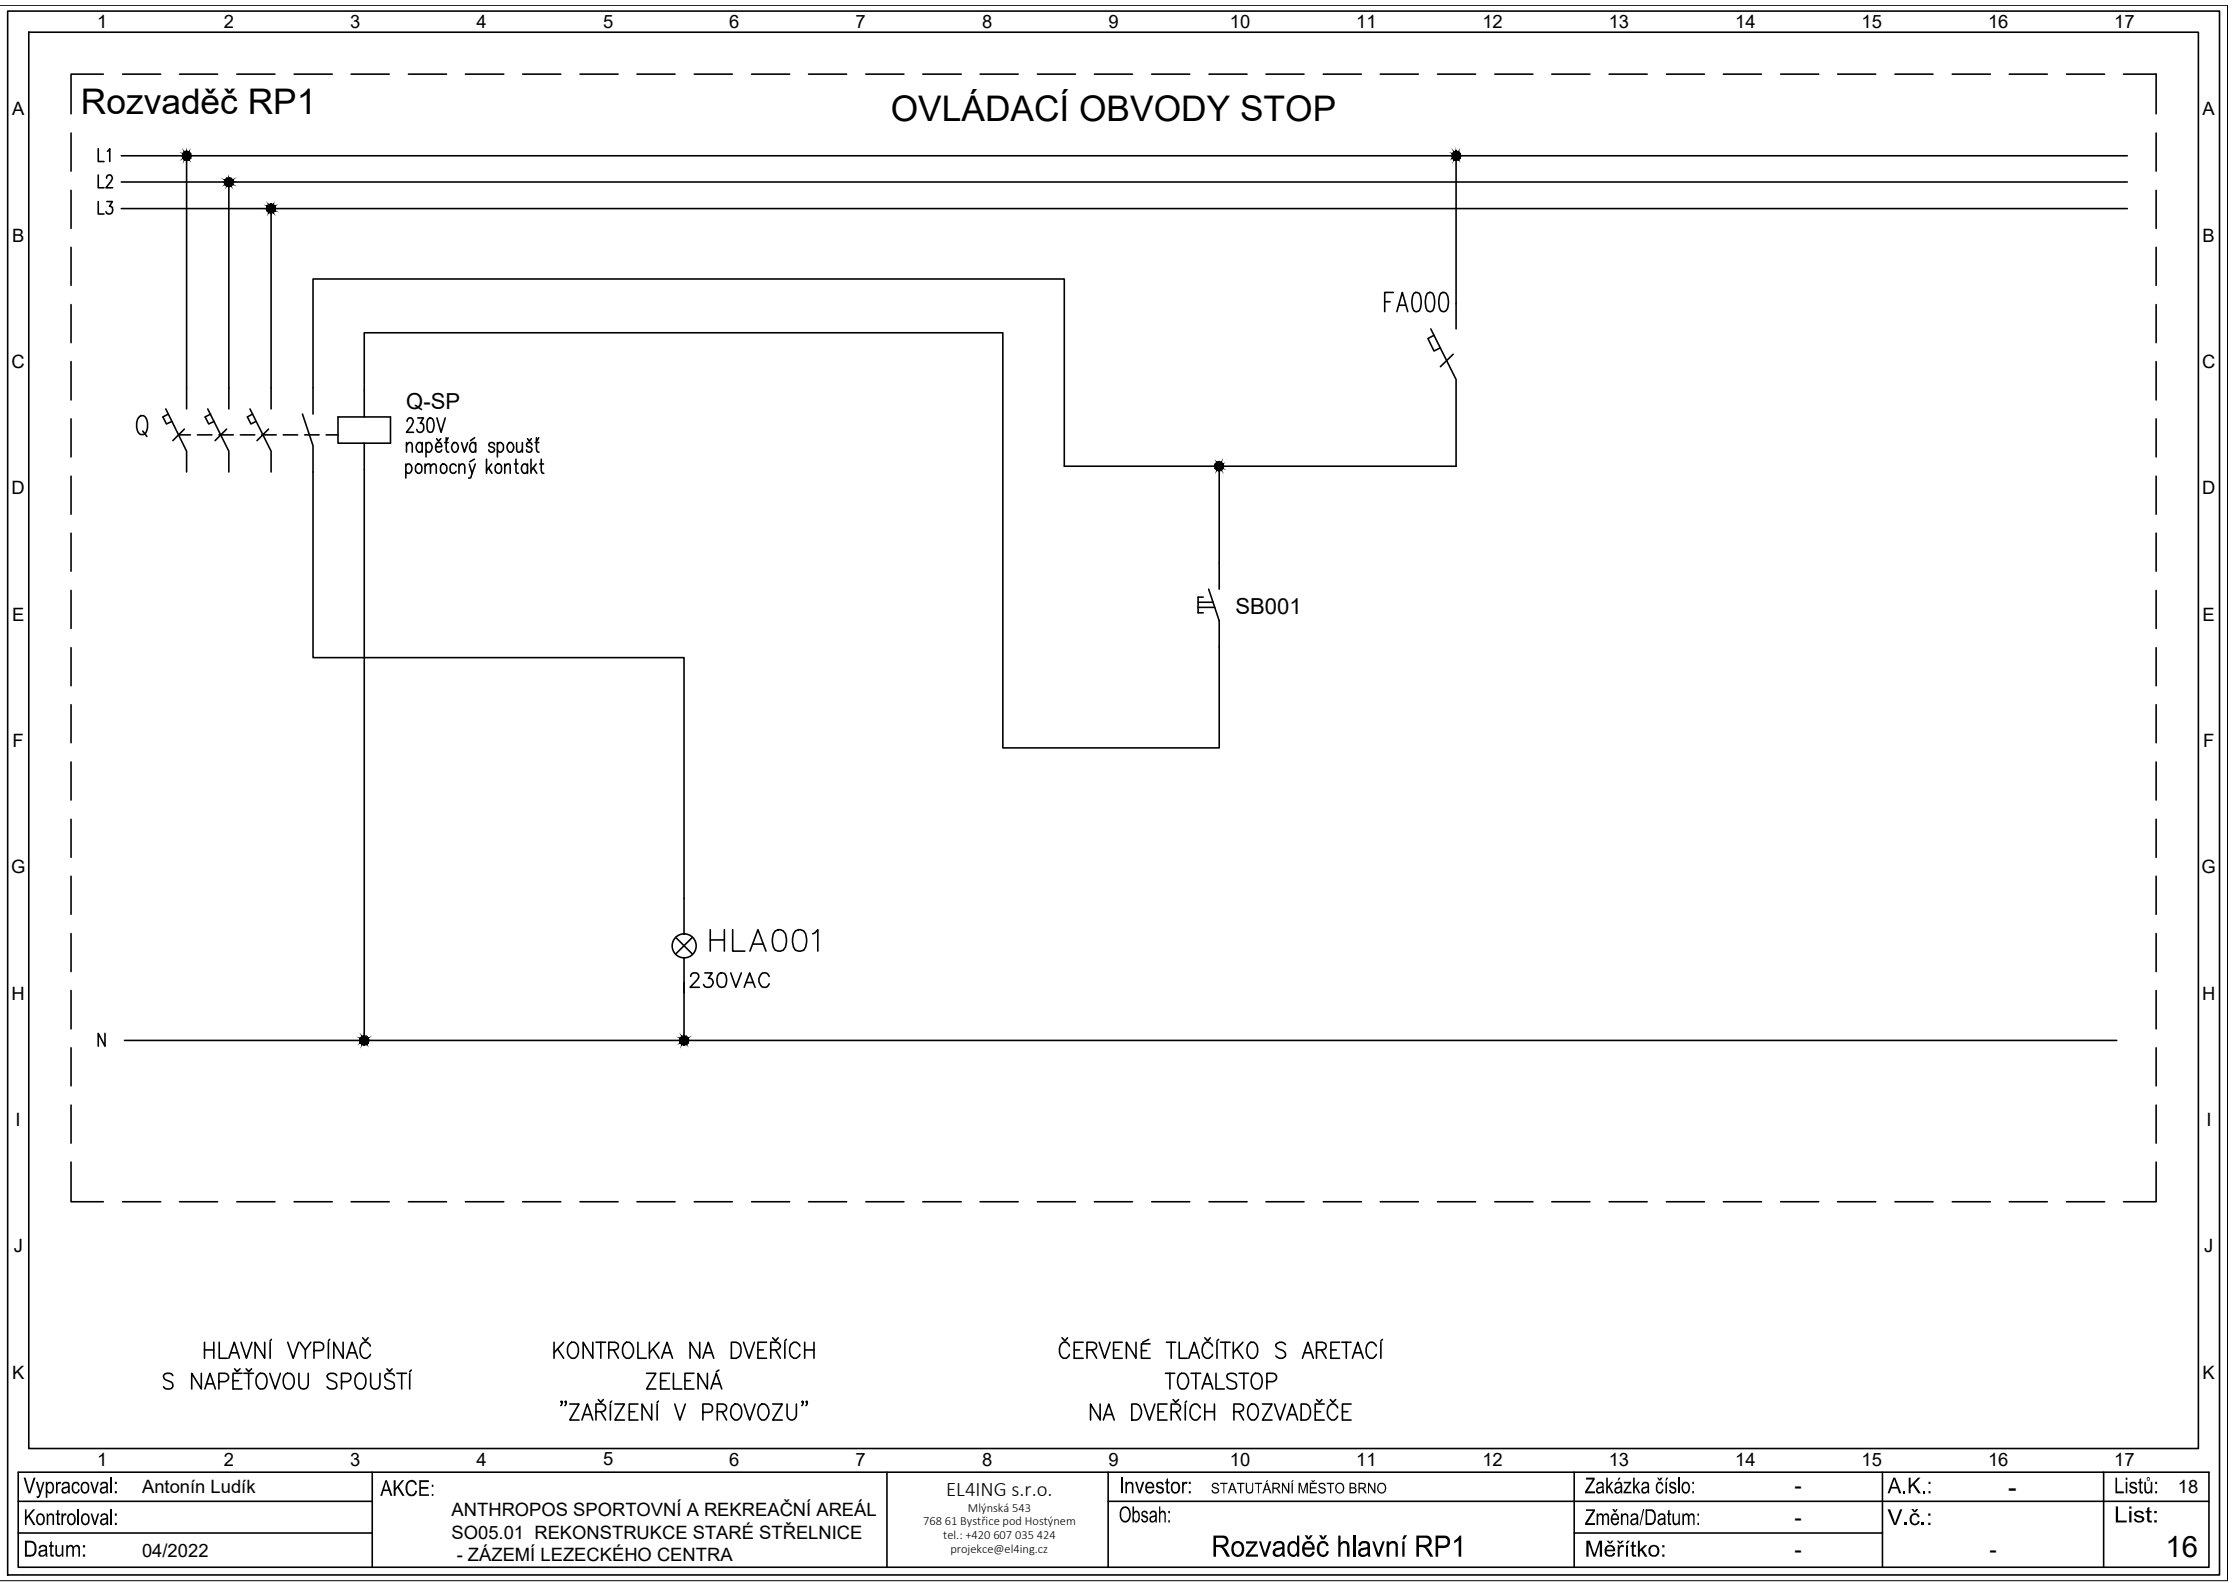 1 2 3 4 5 6 7 8 9 10 11 12 13 14 15 16 17
A A
Rozvaděč RP1
OVLÁDACÍ OBVODY STOP
L1
L2
L3
B B
FA000
C C
Q-SP
Q
230V
napěťová spoušť
pomocný kontakt
D D
E E
SB001
F F
G G
HLA001
230VAC
H H
N
I I
J J
HLAVNÍ VYPÍNAČ
S NAPĚŤOVOU SPOUŠTÍ
KONTROLKA NA DVEŘÍCH
ZELENÁ
"ZAŘÍZENÍ V PROVOZU"
ČERVENÉ TLAČÍTKO S ARETACÍ
TOTALSTOP
NA DVEŘÍCH ROZVADĚČE
K K
1 2 3 4 5 6 7 8 9 10 11 12 13 14 15 16 17
Vypracoval: Antonín Ludík
Kontroloval:
Datum: 04/2022
AKCE:
ANTHROPOS SPORTOVNÍ A REKREAČNÍ AREÁL
SO05.01 REKONSTRUKCE STARÉ STŘELNICE
- ZÁZEMÍ LEZECKÉHO CENTRA
EL4ING s.r.o.
Mlýnská 543
768 61 Bystřice pod Hostýnem
tel.: +420 607 035 424
projekce@el4ing.cz
Investor: STATUTÁRNÍ MĚSTO BRNO
Obsah:
Rozvaděč hlavní RP1
Zakázka číslo: -
Změna/Datum: -
Měřítko: -
A.K.: -
V.č.:
-
Listů: 18
List:
16